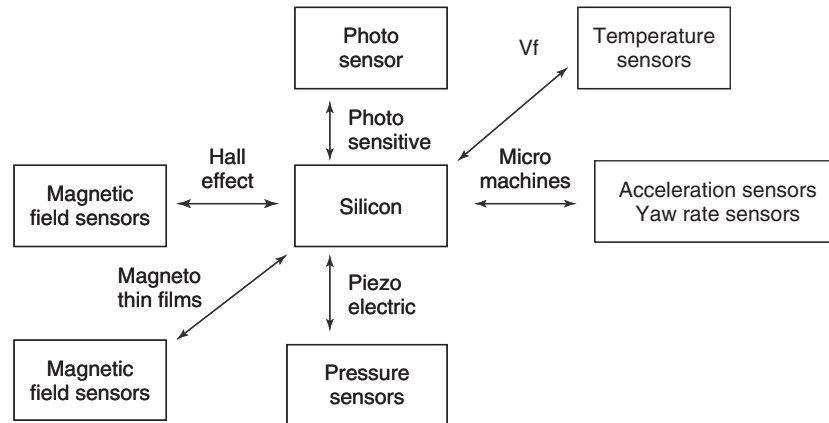 Photo
sensor
Vf
Temperature
sensors
Photo
sensitive
Hall
effect
Micro
machines
Magnetic
field sensors
Silicon
Acceleration sensors
Yaw rate sensors
Magneto
thin films
Piezo
electric
Magnetic
field sensors
Pressure
sensors